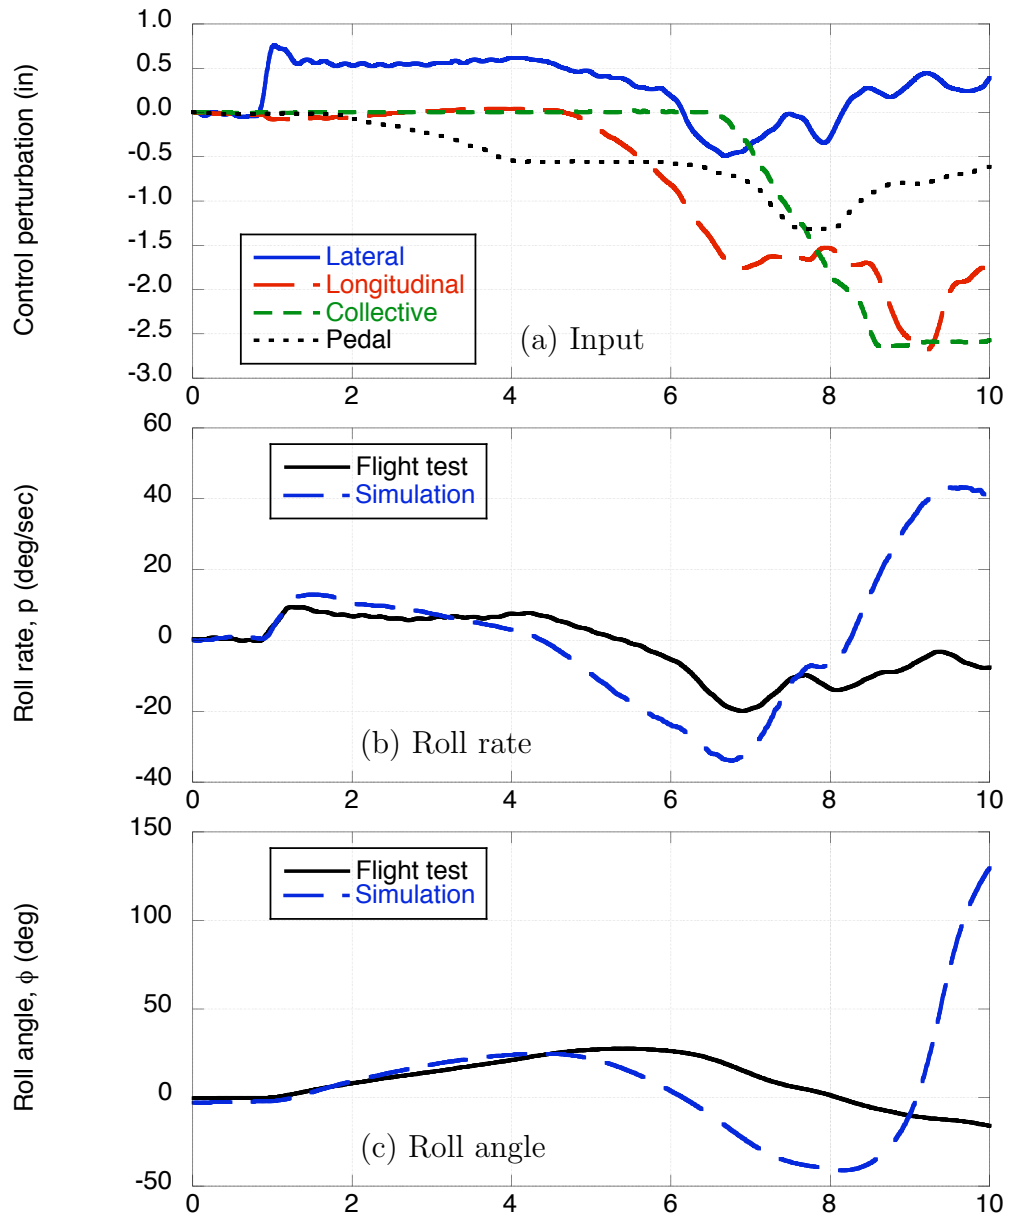 Control perturbation (in)
1.0
0.5
0.0
-0.5
-1.0
-1.5
-2.0
-2.5
-3.0
Lateral
Longitudinal
Collective
Pedal
(a) Input
0 2 4 6 8 10
Roll rate, p (deg/sec)
60
40
20
0
-20
-40
Flight test
Simulation
(b) Roll rate
0 2 4 6 8 10
Roll angle, ϕ (deg)
150
100
50
0
-50
Flight test
Simulation
(c) Roll angle
0 2 4 6 8 10